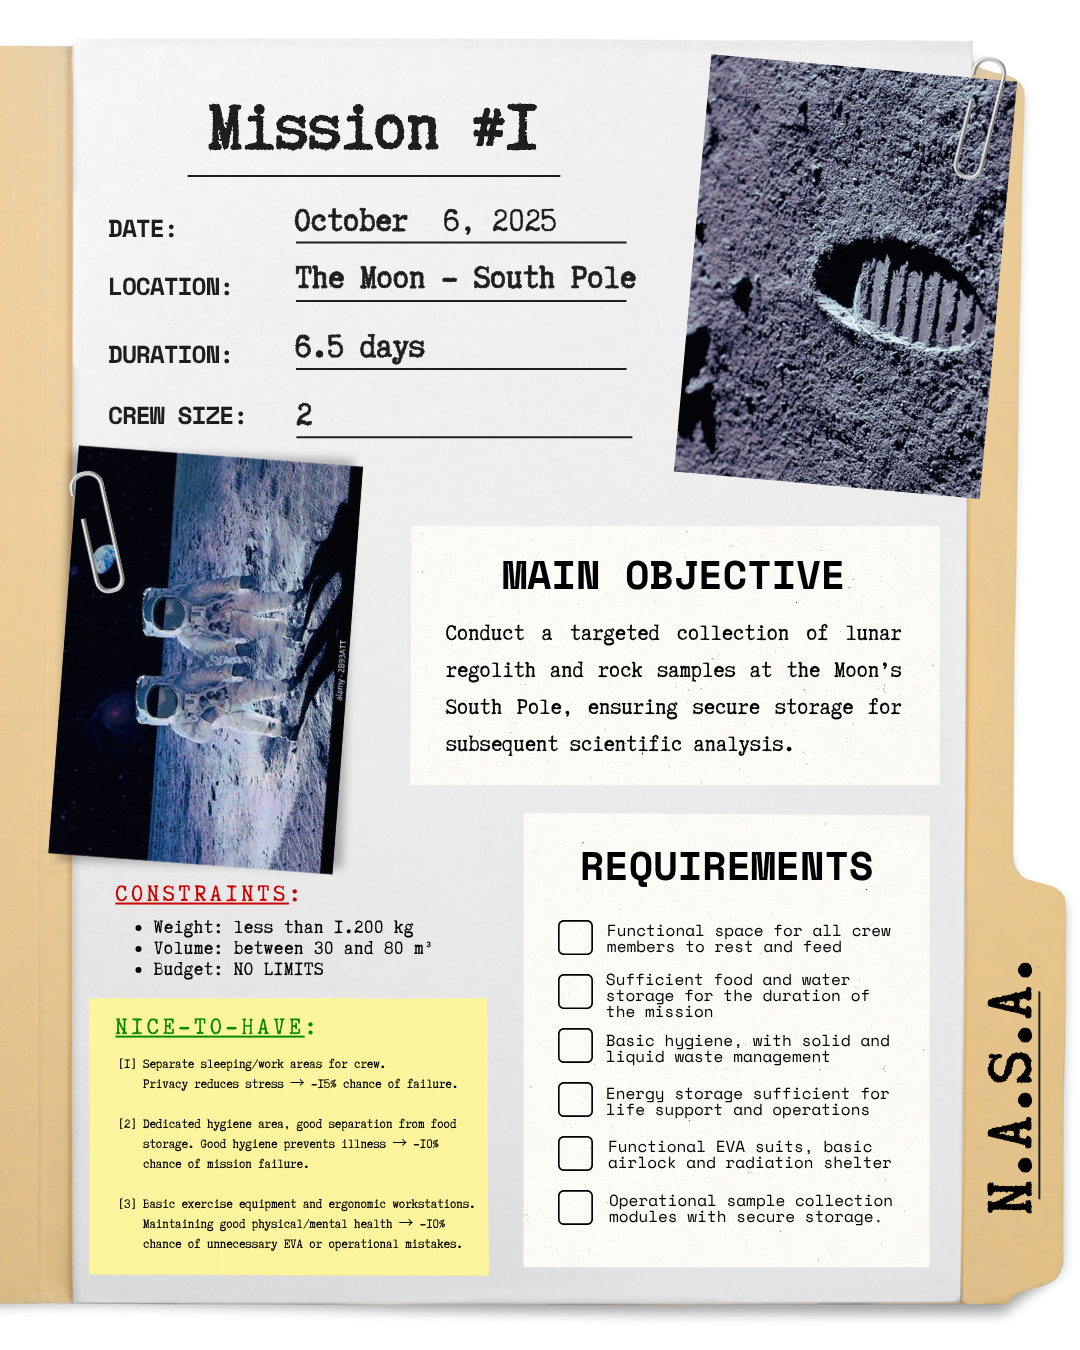 Mission #1
DATE: October 6, 2025
LOCATION: The Moon - South Pole
DURATION: 6.5 days
CREW SIZE: 2
alamy - 2B93ATT
MAIN OBJECTIVE
Conduct a targeted collection of lunar
regolith and rock samples at the Moon's
South Pole, ensuring secure storage for
subsequent scientific analysis.
CONSTRAINTS:
• Weight: less than 1.200 kg
• Volume: between 30 and 80 m³
• Budget: NO LIMITS
NICE-TO-HAVE:
[1] Separate sleeping/work areas for crew.
Privacy reduces stress → -15% chance of failure.
[2] Dedicated hygiene area, good separation from food
storage. Good hygiene prevents illness → -10%
chance of mission failure.
[3] Basic exercise equipment and ergonomic workstations.
Maintaining good physical/mental health → -10%
chance of unnecessary EVA or operational mistakes.
REQUIREMENTS
Functional space for all crew
members to rest and feed
Sufficient food and water
storage for the duration of
the mission
Basic hygiene, with solid and
liquid waste management
Energy storage sufficient for
life support and operations
Functional EVA suits, basic
airlock and radiation shelter
Operational sample collection
modules with secure storage.
N.A.S.A.